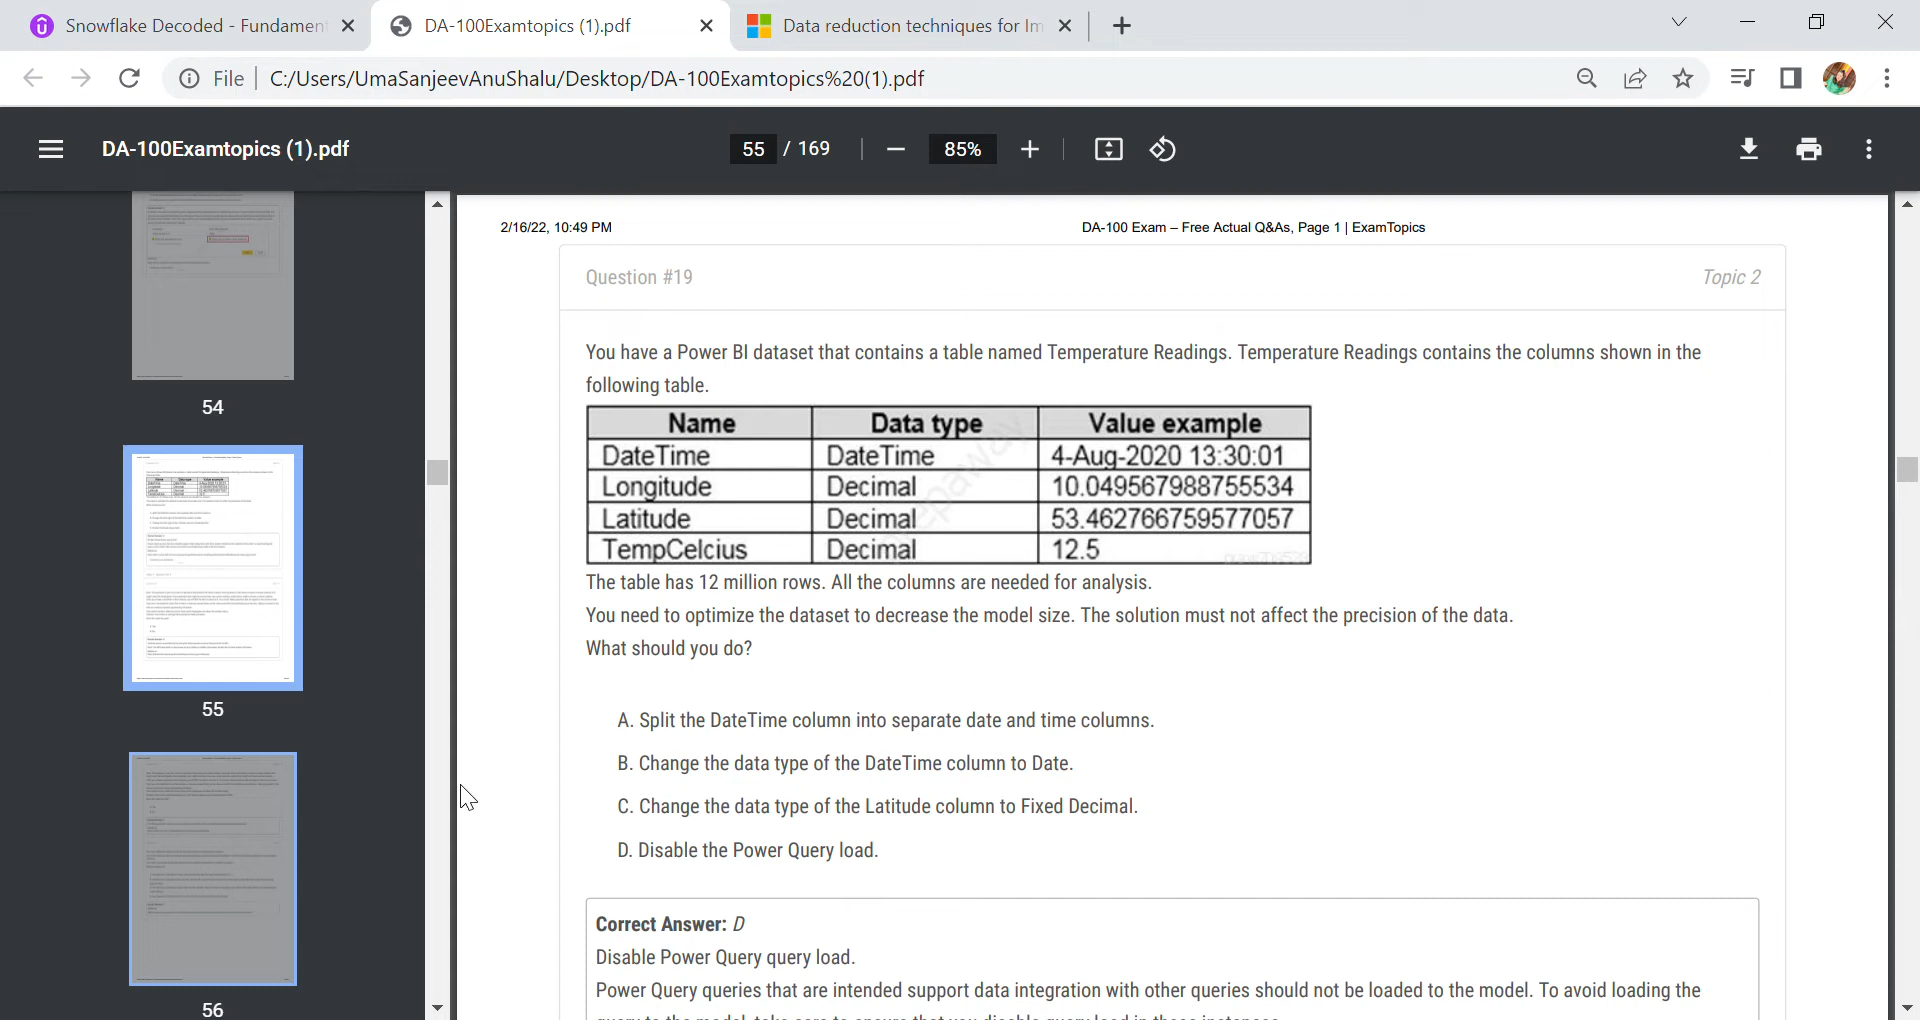 Snowflake Decoded - Fundamen
DA-100Examtopics (1).pdf
Data reduction techniques for Im
File
C:/Users/UmaSanjeevAnuShalu/Desktop/DA-100Examtopics%20(1).pdf
DA-100Examtopics (1).pdf
55 / 169
85%
54
55
56
2/16/22, 10:49 PM
DA-100 Exam – Free Actual Q&As, Page 1 | ExamTopics
Question #19
Topic 2
You have a Power BI dataset that contains a table named Temperature Readings. Temperature Readings contains the columns shown in the
following table.
Name Data type Value example
DateTime DateTime 4-Aug-2020 13:30:01
Longitude Decimal 10.049567988755534
Latitude Decimal 53.462766759577057
TempCelcius Decimal 12.5
The table has 12 million rows. All the columns are needed for analysis.
You need to optimize the dataset to decrease the model size. The solution must not affect the precision of the data.
What should you do?
A. Split the DateTime column into separate date and time columns.
B. Change the data type of the DateTime column to Date.
C. Change the data type of the Latitude column to Fixed Decimal.
D. Disable the Power Query load.
Correct Answer: D
Disable Power Query query load.
Power Query queries that are intended support data integration with other queries should not be loaded to the model. To avoid loading the